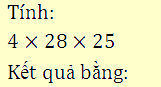 Tính:
4 × 28 × 25
Kết quả bằng: